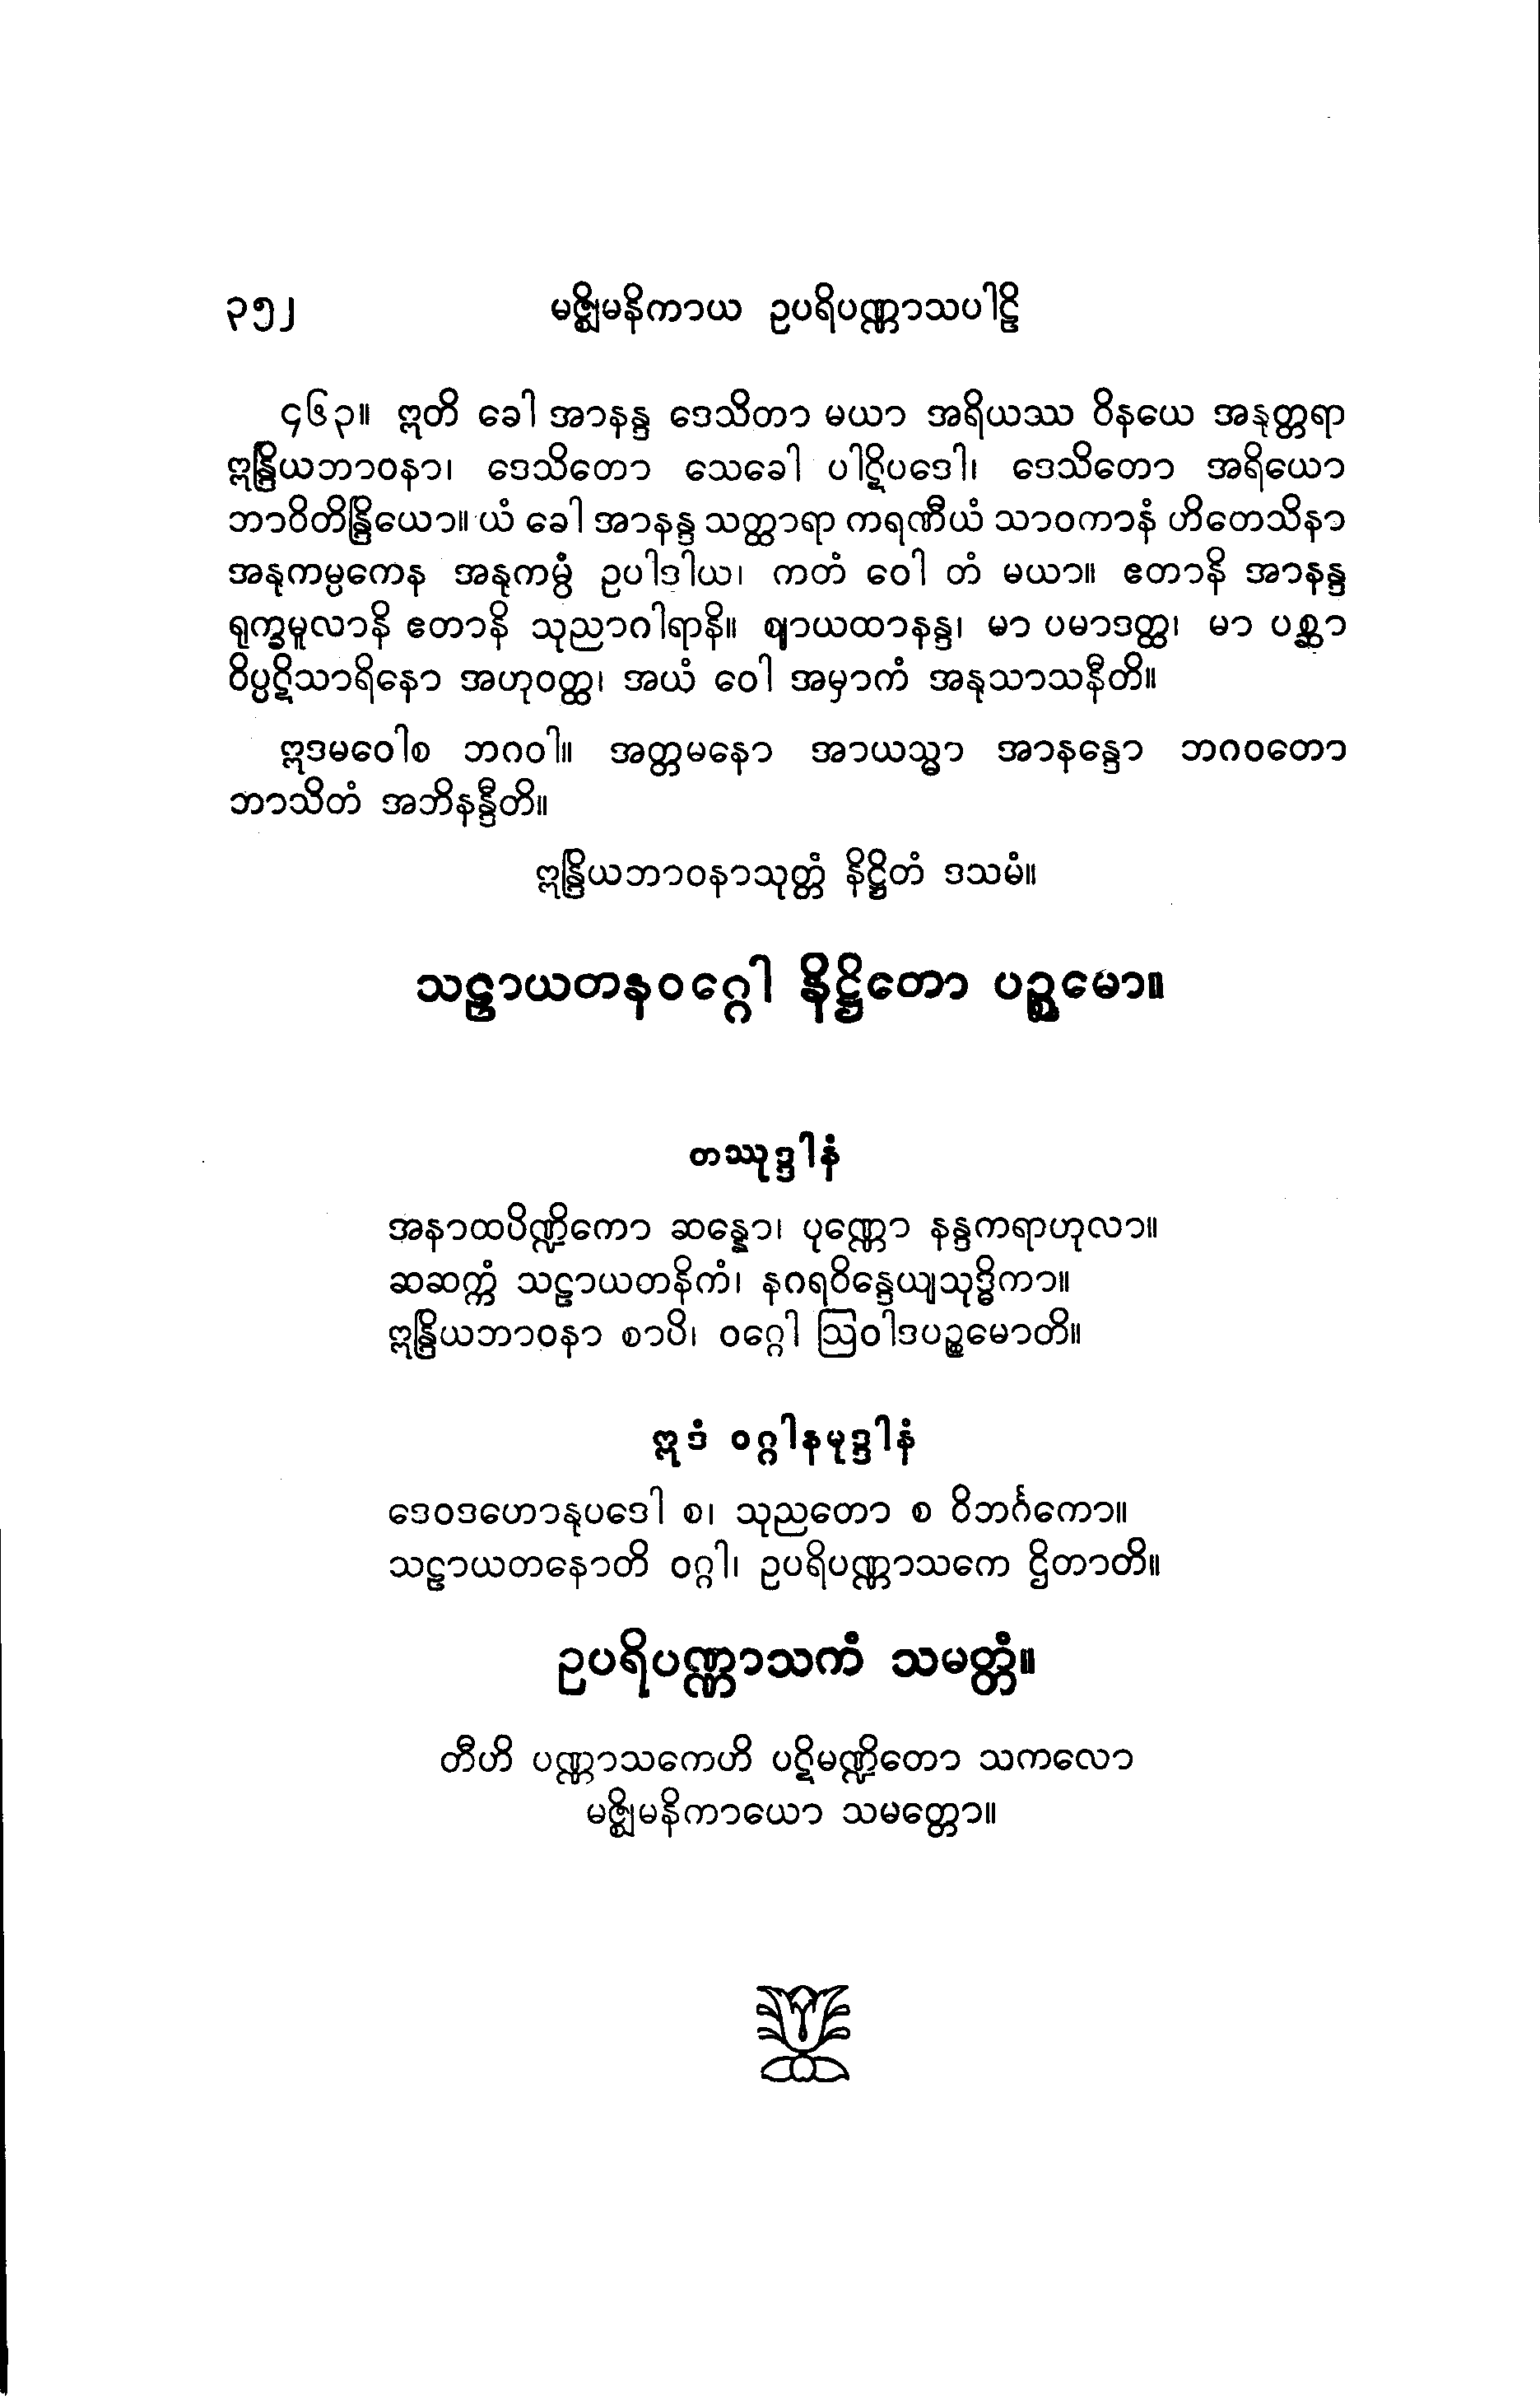 ၃၅၂ မဇ္ဈိမနိကာယ ဥပရိပဏ္ဏာသပါဠိ
၄၆၃။ ဣတိ ခေါ အာနန္ဒ ဒေသိတာ မယာ အရိယဿ ဝိနယေ အနုတ္တရာ
ဣန္ဒြိယဘာဝနာ၊ ဒေသိတော သေခေါ ပါဋိပဒေါ၊ ဒေသိတော အရိယော
ဘာဝိတိန္ဒြိယော။ ယံ ခေါ အာနန္ဒ သတ္ထာရာ ကရဏီယံ သာဝကာနံ ဟိတေသိနာ
အနုကမ္ပကေန အနုကမ္ပံ ဥပါဒါယ၊ ကတံ ဝေါ တံ မယာ။ ဧတာနိ အာနန္ဒ
ရုက္ခမူလာနိ ဧတာနိ သုညာဂါရာနိ။ ဈာယထာနန္ဒ၊ မာ ပမာဒတ္ထ၊ မာ ပစ္ဆာ
ဝိပ္ပဋိသာရိနော အဟုဝတ္ထ၊ အယံ ဝေါ အမှာကံ အနုသာသနီတိ။
ဣဒမဝေါစ ဘဂဝါ။ အတ္တမနော အာယသ္မာ အာနန္ဒော ဘဂဝတော
ဘာသိတံ အဘိနန္ဒီတိ။
ဣန္ဒြိယဘာဝနာသုတ္တံ နိဋ္ဌိတံ ဒသမံ။
သဠာယတနဝဂ္ဂေါ နိဋ္ဌိတော ပဉ္စမော။
တဿုဒ္ဒါနံ
အနာထပိဏ္ဍိကော ဆန္နော၊ ပုဏ္ဏော နန္ဒကရာဟုလာ။
ဆဆက္ကံ သဠာယတနိကံ၊ နဂရဝိန္ဒေယျသုဒ္ဓိကာ။
ဣန္ဒြိယဘာဝနာ စာပိ၊ ဝဂ္ဂေါ ဩဝါဒပဉ္စမောတိ။
ဣဒံ ဝဂ္ဂါနမုဒ္ဒါနံ
ဒေဝဒဟောနုပဒေါ စ၊ သုညတော စ ဝိဘင်္ဂကော။
သဠာယတနောတိ ဝဂ္ဂါ၊ ဥပရိပဏ္ဏာသကေ ဌိတာတိ။
ဥပရိပဏ္ဏာသကံ သမတ္တံ။
တီဟိ ပဏ္ဏာသကေဟိ ပဋိမဏ္ဍိတော သကလော
မဇ္ဈိမနိကာယော သမတ္တော။